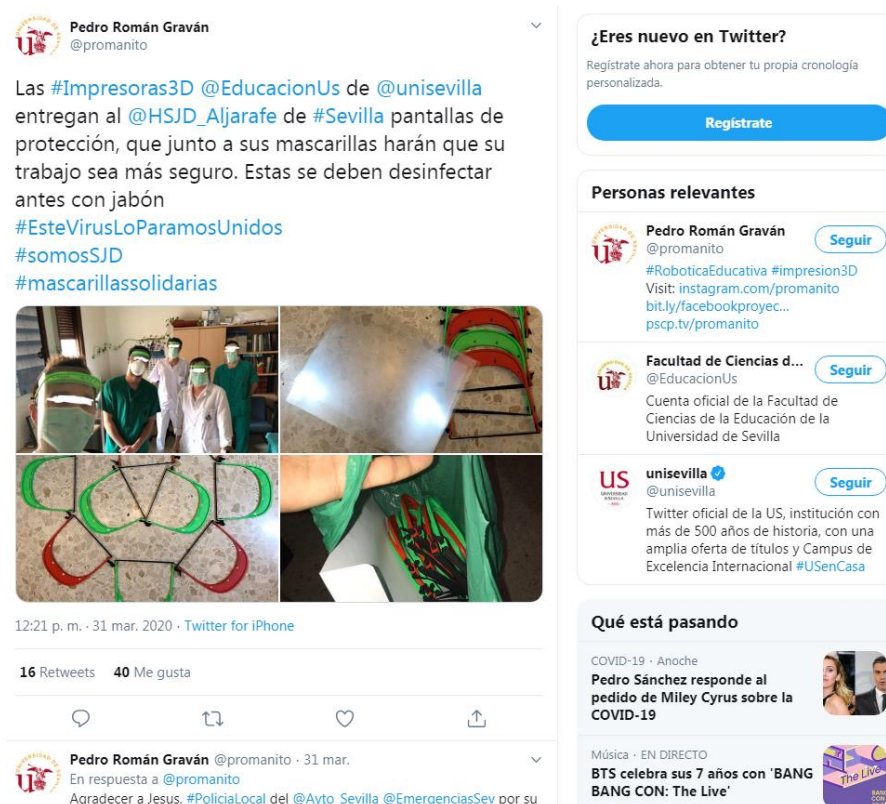 Pedro Román Graván
@promanito
Las #Impresoras3D @EducacionUs de @unisevilla
entregan al @HSJD_Aljarafe de #Sevilla pantallas de
protección, que junto a sus mascarillas harán que su
trabajo sea más seguro. Estas se deben desinfectar
antes con jabón
#EsteVirusLoParamosUnidos
#somosSJD
#mascarillassolidarias
12:21 p. m. · 31 mar. 2020 · Twitter for iPhone
16 Retweets 40 Me gusta
Pedro Román Graván @promanito · 31 mar.
En respuesta a @promanito
Agradecer a Jesus, #PoliciaLocal del @Ayto_Sevilla @EmergenciasSev por su
¿Eres nuevo en Twitter?
Regístrate ahora para obtener tu propia cronología
personalizada.
Regístrate
Personas relevantes
Pedro Román Graván
@promanito
Seguir
#RoboticaEducativa #impresion3D
Visit: instagram.com/promanito
bit.ly/facebookproyec...
pscp.tv/promanito
Facultad de Ciencias d...
@EducacionUs
Seguir
Cuenta oficial de la Facultad de
Ciencias de la Educación de la
Universidad de Sevilla
US
unisevilla
@unisevilla
Seguir
Twitter oficial de la US, institución con
más de 500 años de historia, con una
amplia oferta de títulos y Campus de
Excelencia Internacional #USenCasa
Qué está pasando
COVID-19 · Anoche
Pedro Sánchez responde al
pedido de Miley Cyrus sobre la
COVID-19
Música · EN DIRECTO
BTS celebra sus 7 años con 'BANG
BANG CON: The Live'
The Live